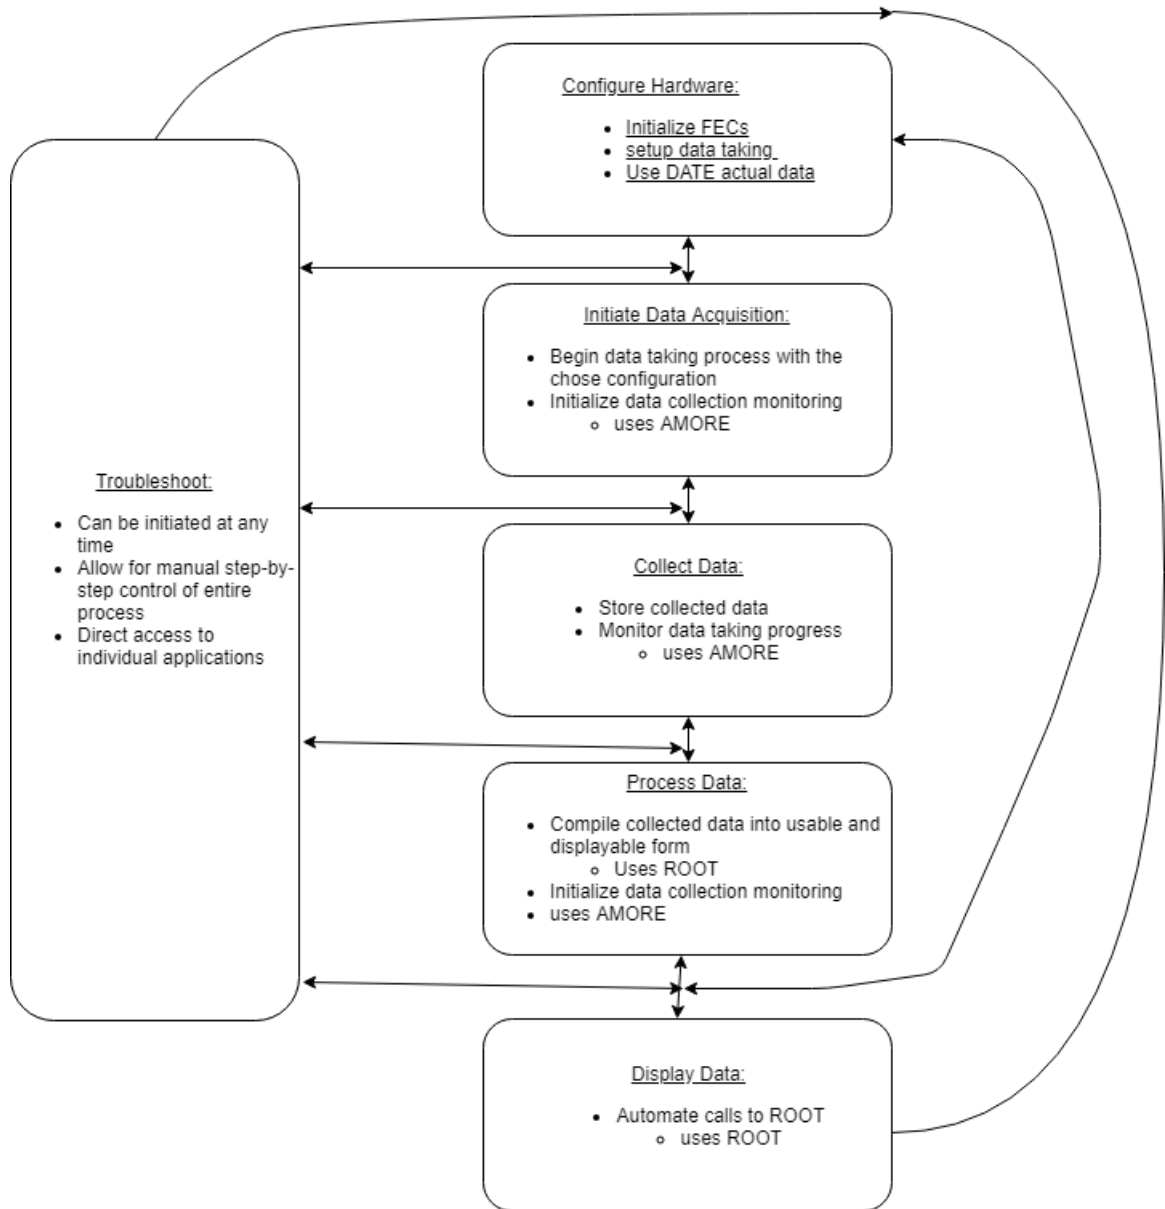 Configure Hardware:
Initialize FECs
setup data taking
Use DATE actual data
Initiate Data Acquisition:
Begin data taking process with the
chose configuration
Initialize data collection monitoring
uses AMORE
Troubleshoot:
Can be initiated at any
time
Allow for manual step-by-
step control of entire
process
Direct access to
individual applications
Collect Data:
Store collected data
Monitor data taking progress
uses AMORE
Process Data:
Compile collected data into usable and
displayable form
Uses ROOT
Initialize data collection monitoring
uses AMORE
Display Data:
Automate calls to ROOT
uses ROOT